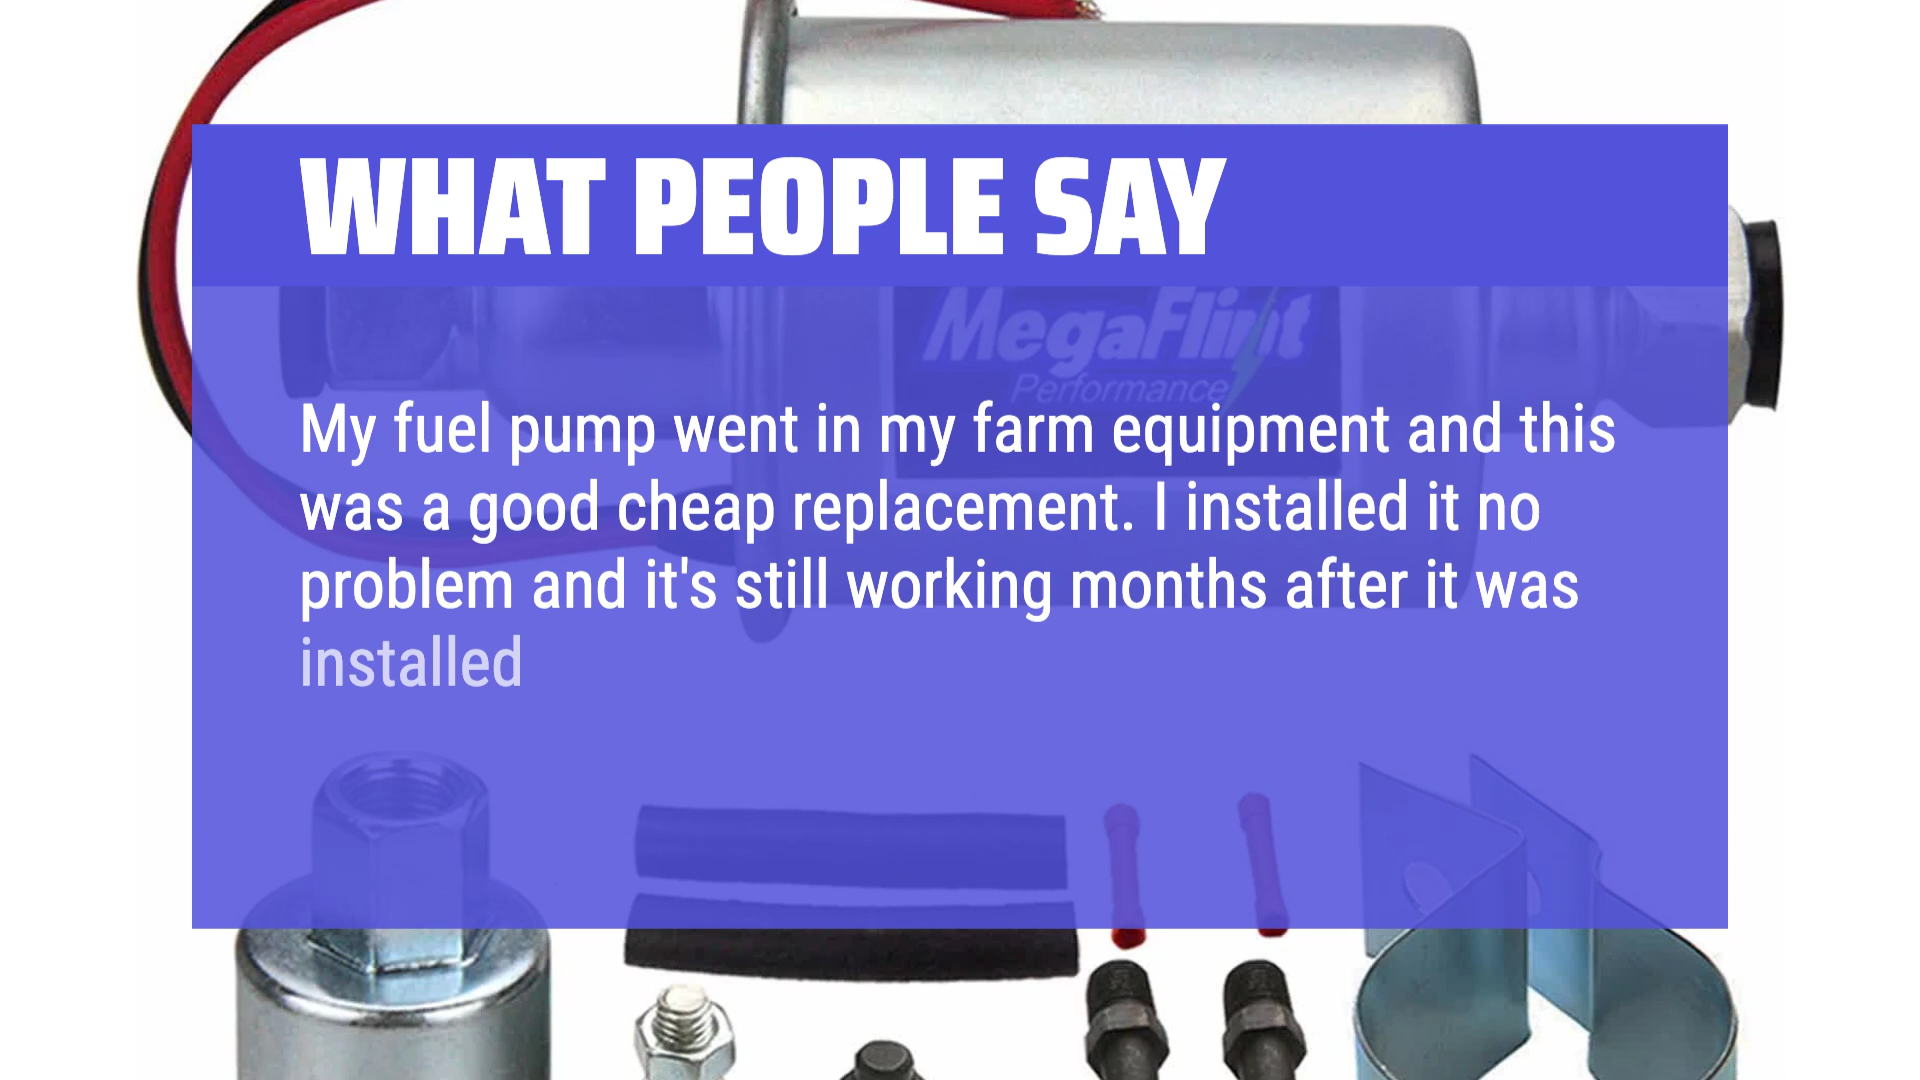 WHAT PEOPLE SAY
MegaFlint
Performance
My fuel pump went in my farm equipment and this
was a good cheap replacement. I installed it no
problem and it's still working months after it was
installed